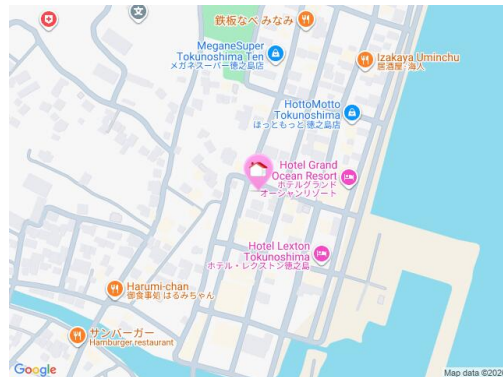 鉄板なべ みなみ
MeganeSuper
Tokunoshima Ten
メガネスーパー徳之島店
Izakaya Uminchu
居酒屋 海人
HottoMotto
Tokunoshima
ほっともっと 徳之島店
Hotel Grand
Ocean Resort
ホテルグランド
オーシャンリゾート
Hotel Lexton
Tokunoshima
ホテル・レクストン徳之島
Harumi-chan
御食事処 はるみちゃん
サンバーガー
Hamburger restaurant
Google
Map data ©2026